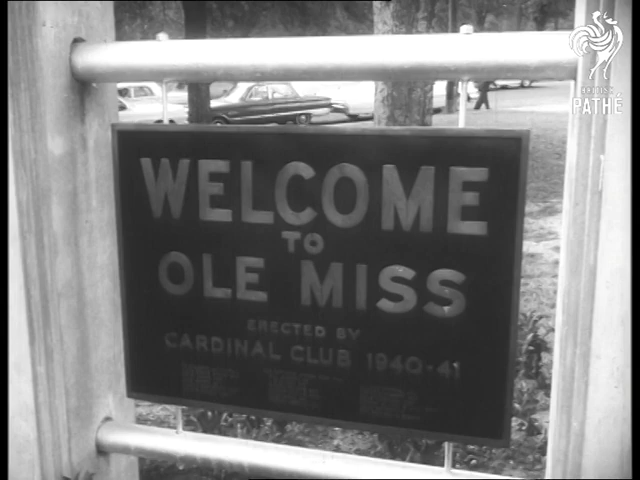 BRITISH
PATHÉ
WELCOME
TO
OLE MISS
ERECTED BY
CARDINAL CLUB 1940-41